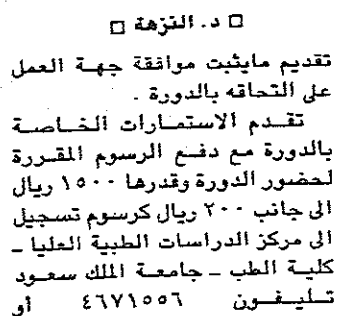 □ د. النزهة □
تقديم مايثبت موافقة جهة العمل
على التحاقه بالدورة .
تقدم الاستمارات الخاصة
بالدورة مع دفع الرسوم المقررة
لحضور الدورة وقدرها ١٥٠٠ ريال
الى جانب ٢٠٠ ريال كرسوم تسجيل
الى مركز الدراسات الطبية العليا ـ
كلية الطب ـ جامعة الملك سعود
تليفون ٤٦٧١٥٥٦ أو